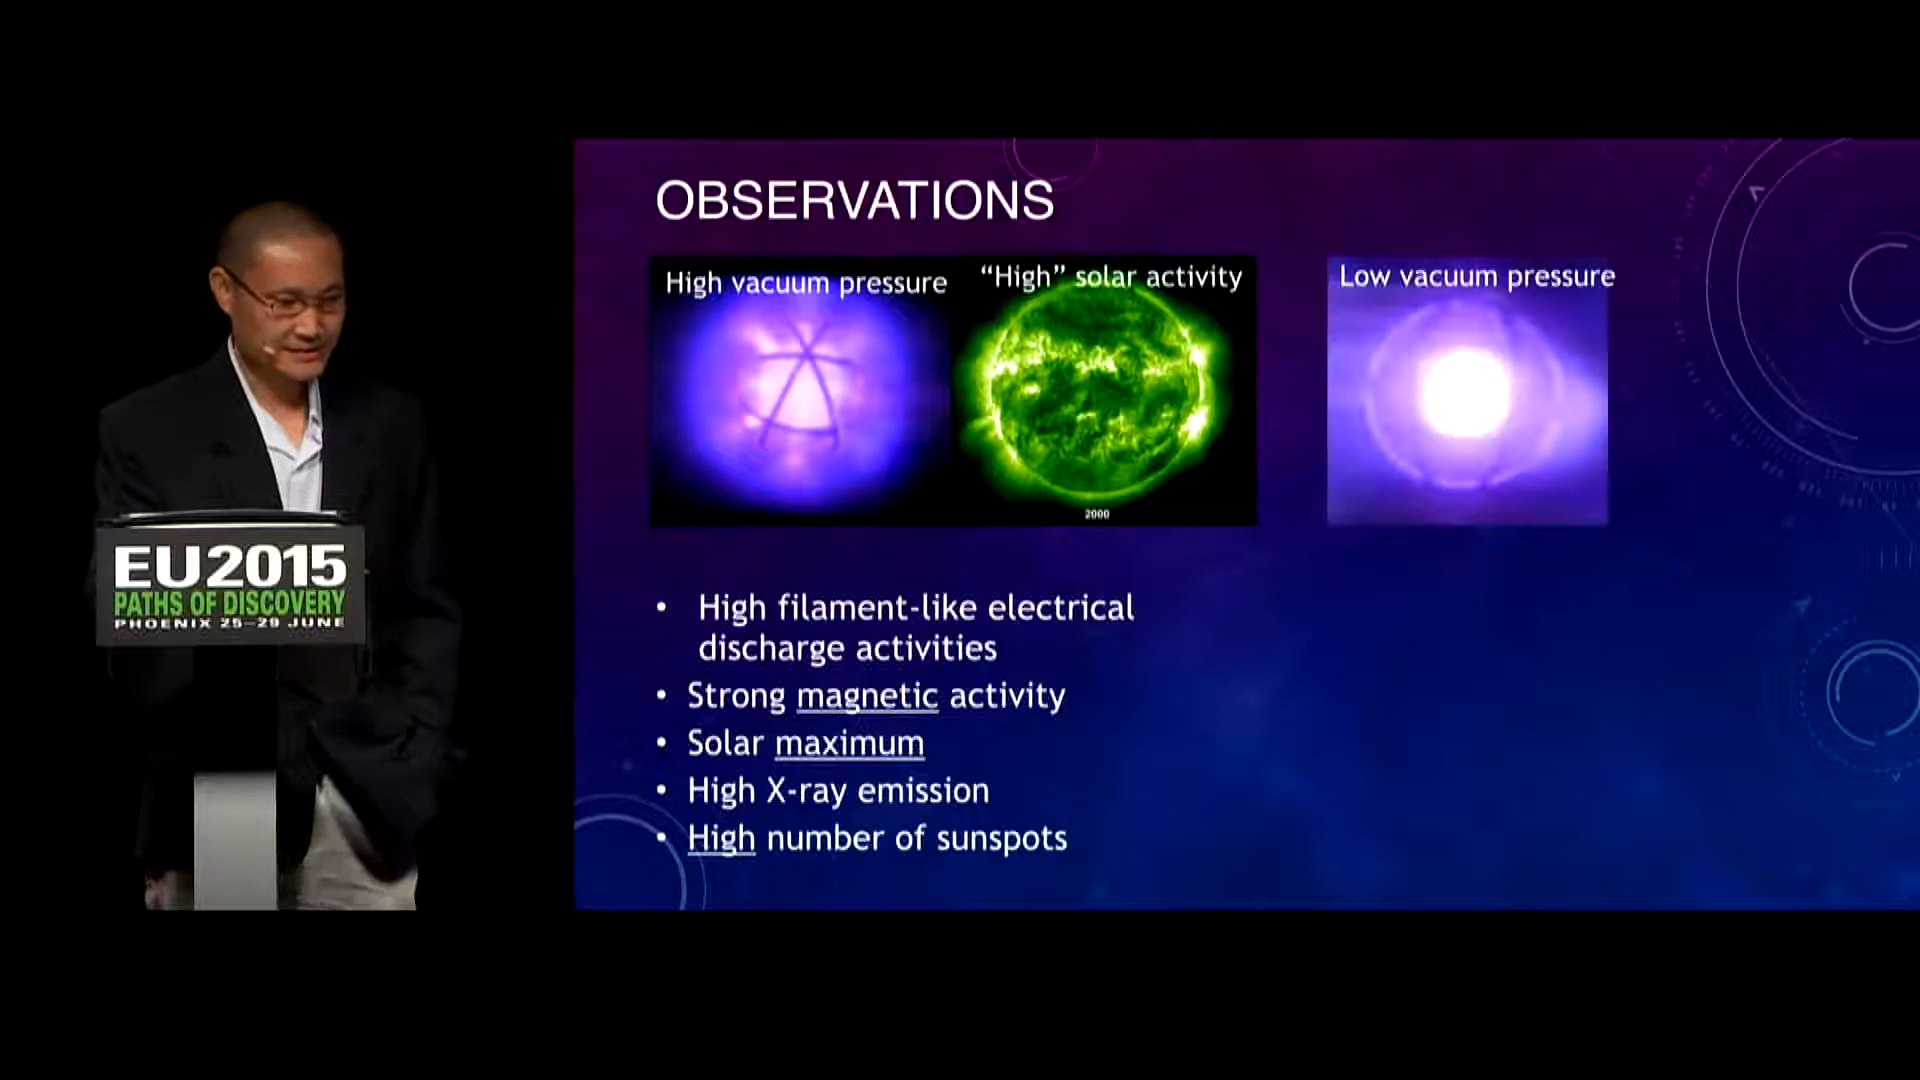 OBSERVATIONS
High vacuum pressure
“High” solar activity
Low vacuum pressure
2000
• High filament-like electrical
discharge activities
• Strong magnetic activity
• Solar maximum
• High X-ray emission
• High number of sunspots
EU2015
PATHS OF DISCOVERY
PHOENIX 25–29 JUNE